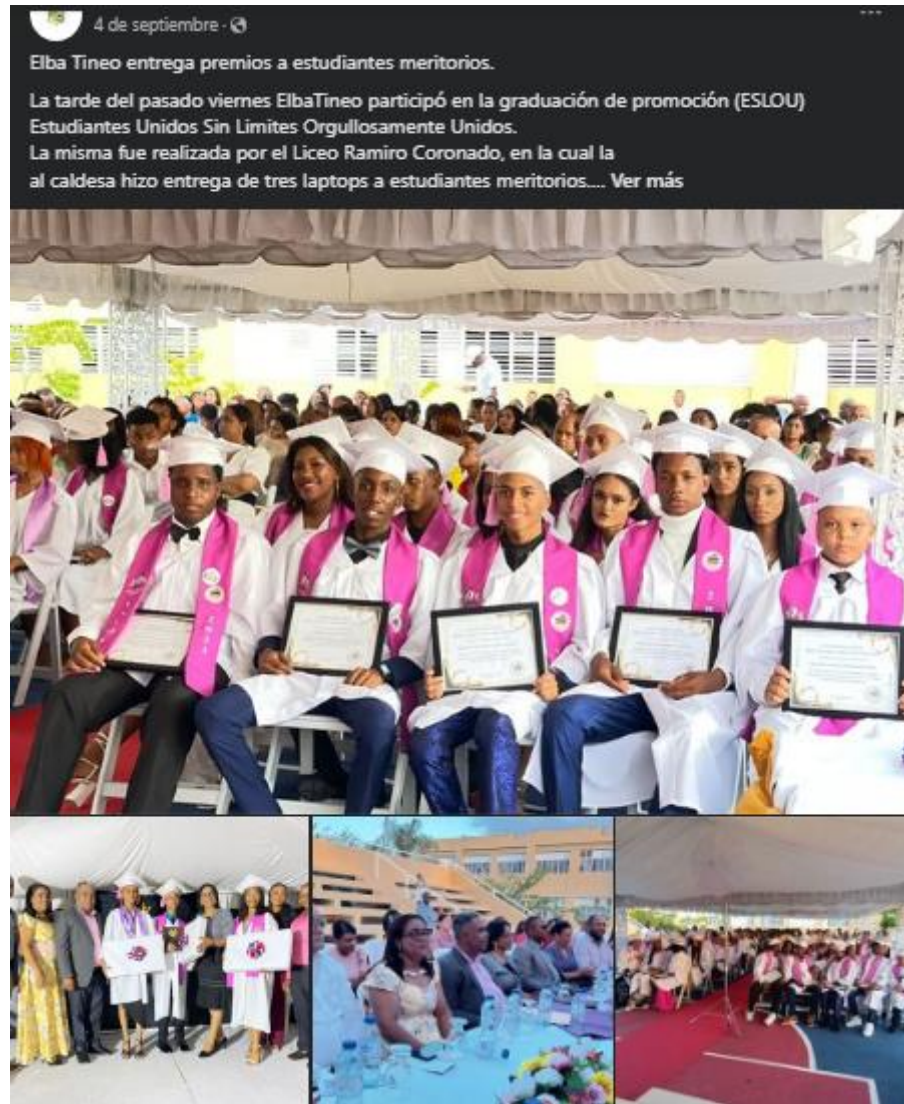 4 de septiembre ·
Elba Tineo entrega premios a estudiantes meritorios.
La tarde del pasado viernes ElbaTineo participó en la graduación de promoción (ESLOU)
Estudiantes Unidos Sin Limites Orgullosamente Unidos.
La misma fue realizada por el Liceo Ramiro Coronado, en la cual la
al caldesa hizo entrega de tres laptops a estudiantes meritorios.... Ver más